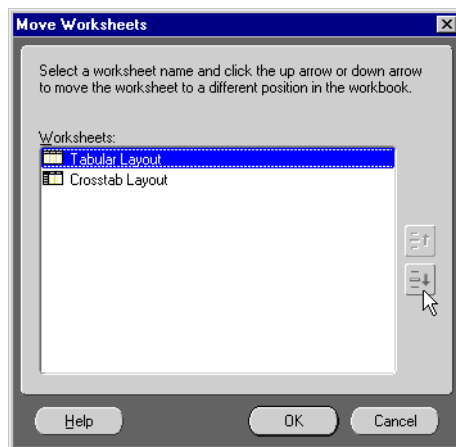 Move Worksheets
Select a worksheet name and click the up arrow or down arrow
to move the worksheet to a different position in the workbook.
Worksheets:
Tabular Layout
Crosstab Layout
Help
OK
Cancel